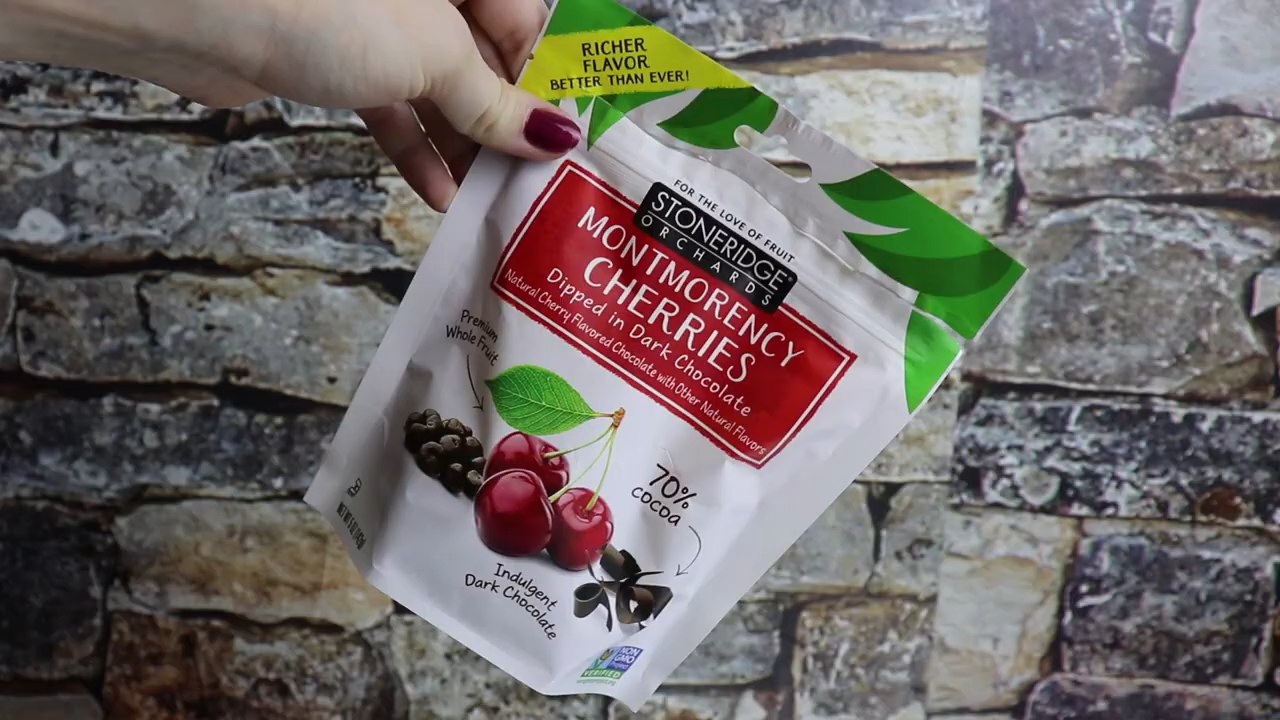 RICHER
FLAVOR
BETTER THAN EVER!
FOR THE LOVE OF FRUIT
STONERIDGE
ORCHARDS
MONTMORENCY
CHERRIES
Dipped in Dark Chocolate
Natural Cherry Flavored Chocolate with Other Natural Flavors
Premium
Whole Fruit
70%
COCOA
Indulgent
Dark Chocolate
NON
GMO
VERIFIED